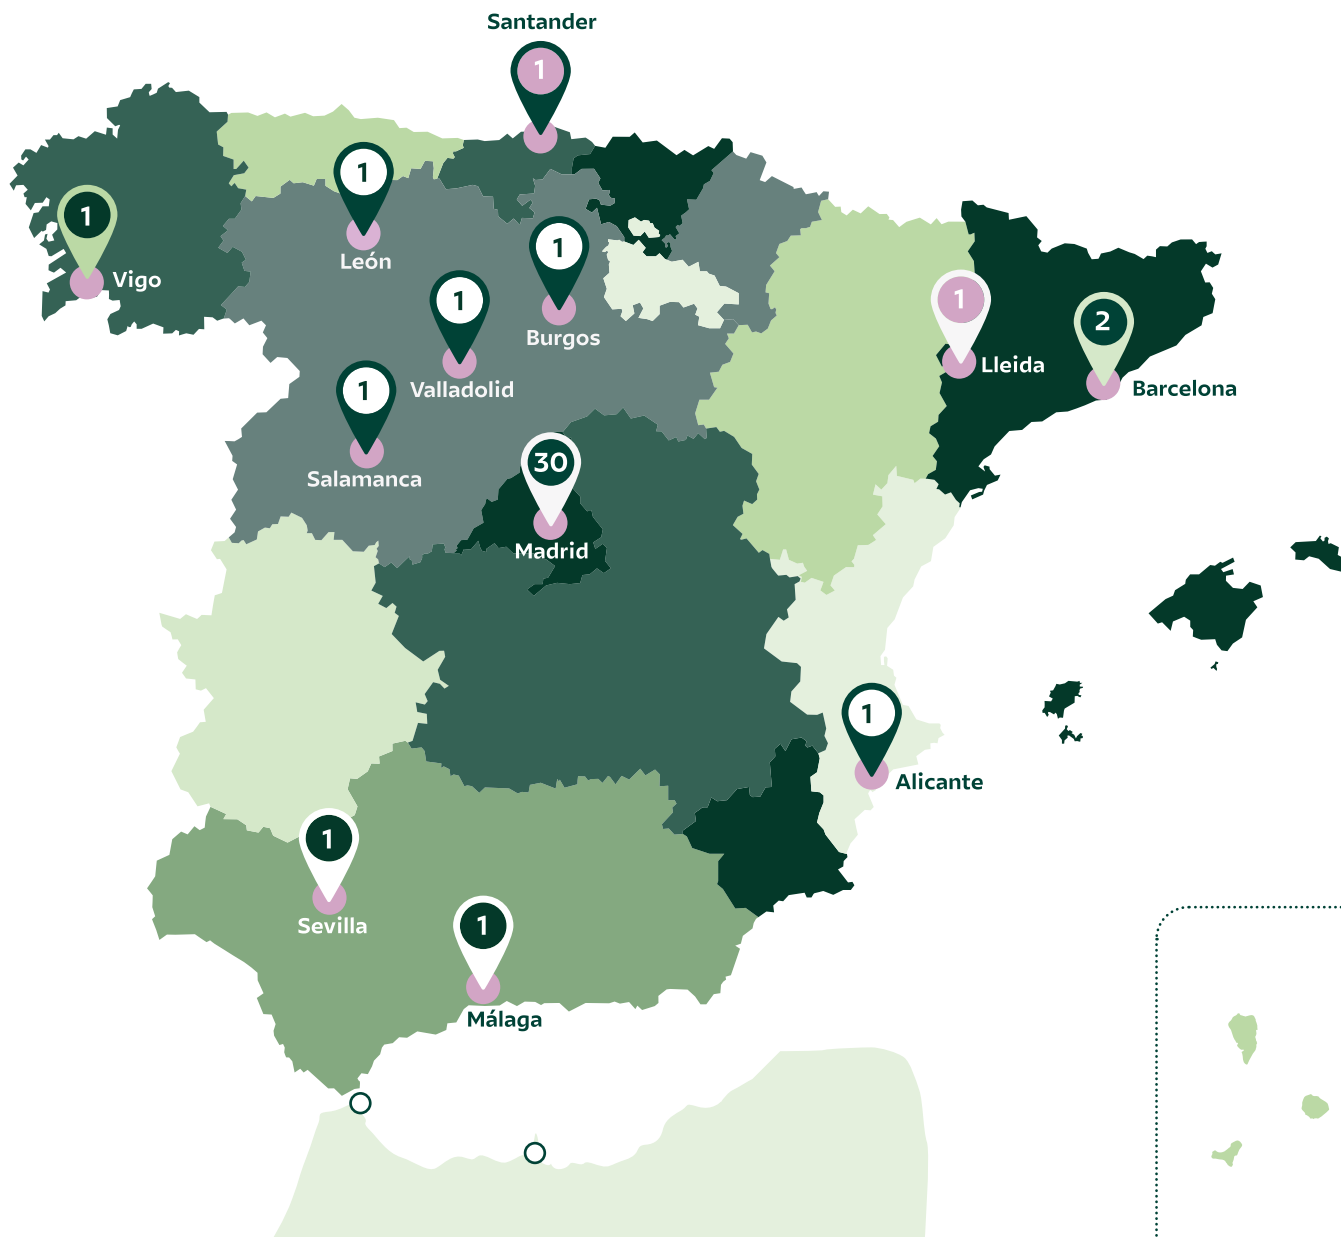 Santander
1
1
León
1
Vigo
1
Burgos
1
Valladolid
1
Lleida
2
Barcelona
1
Salamanca
30
Madrid
1
Alicante
1
Sevilla
1
Málaga